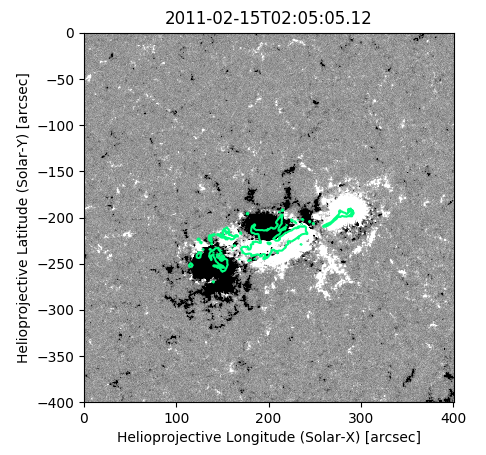 2011-02-15T02:05:05.12
Helioprojective Latitude (Solar-Y) [arcsec]
0
−50
−100
−150
−200
−250
−300
−350
−400
0 100 200 300 400
Helioprojective Longitude (Solar-X) [arcsec]